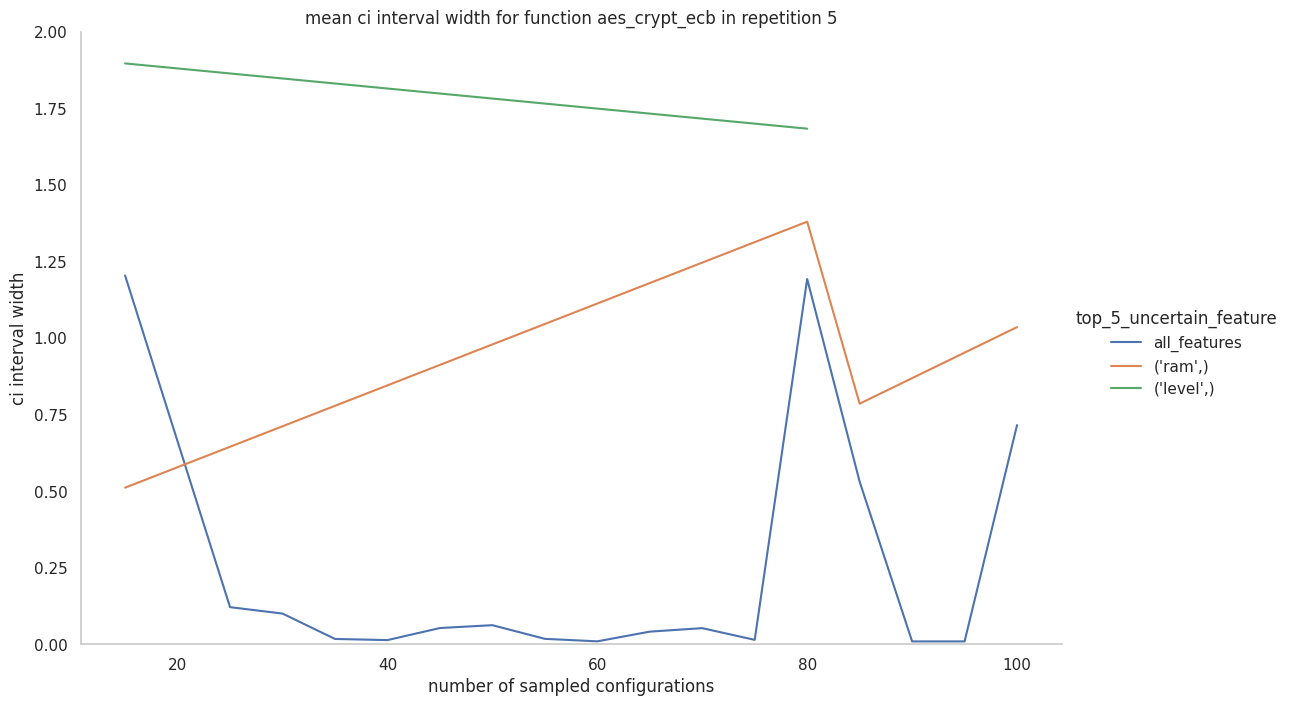 mean ci interval width for function aes_crypt_ecb in repetition 5
2.00
1.75
1.50
1.25
1.00
0.75
0.50
0.25
0.00
ci interval width
20 40 60 80 100
number of sampled configurations
top_5_uncertain_feature
all_features
('ram',)
('level',)